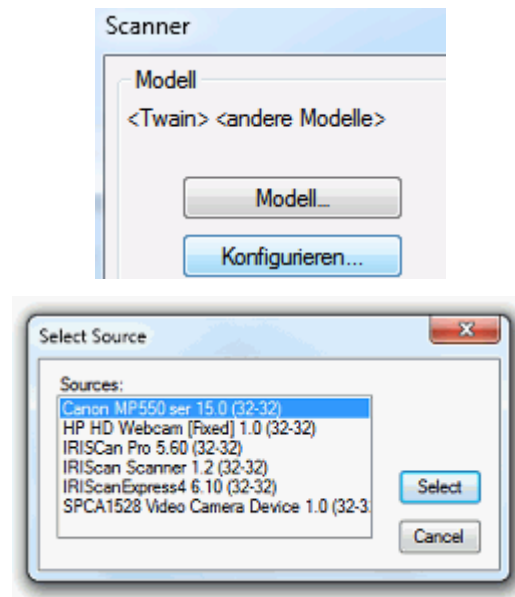 Scanner
Modell
<Twain> <andere Modelle>
Modell...
Konfigurieren...
Select Source
Sources:
Canon MP550 ser 15.0 (32-32)
HP HD Webcam [Fixed] 1.0 (32-32)
IRISCan Pro 5.60 (32-32)
IRIScan Scanner 1.2 (32-32)
IRIScanExpress4 6.10 (32-32)
SPCA1528 Video Camera Device 1.0 (32-3
Select
Cancel